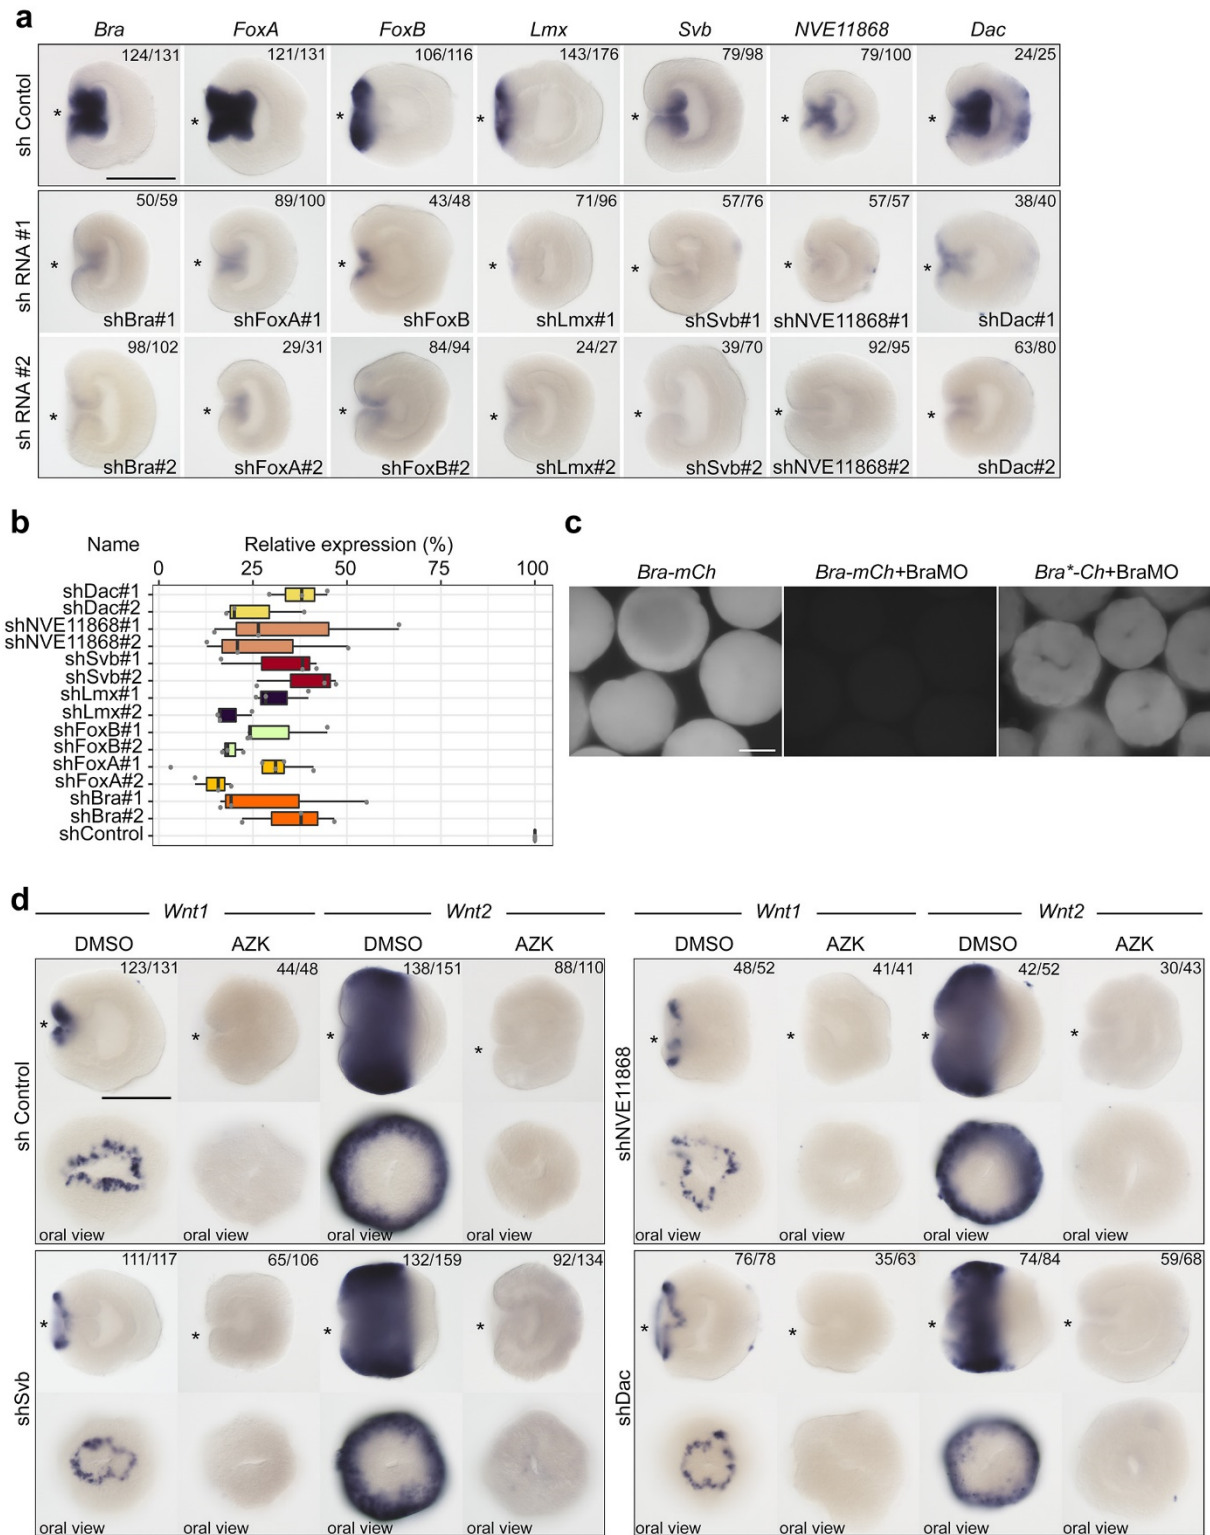 a
Bra FoxA FoxB Lmx Svb NVE11868 Dac
sh Contol
124/131 121/131 106/116 143/176 79/98 79/100 24/25
* * * * * * *
sh RNA #1
50/59 89/100 43/48 71/96 57/76 57/57 38/40
* * * * * * *
shBra#1 shFoxA#1 shFoxB shLmx#1 shSvb#1 shNVE11868#1 shDac#1
sh RNA #2
98/102 29/31 84/94 24/27 39/70 92/95 63/80
* * * * * * *
shBra#2 shFoxA#2 shFoxB#2 shLmx#2 shSvb#2 shNVE11868#2 shDac#2
b
Name Relative expression (%)
0 25 50 75 100
shDac#1
shDac#2
shNVE11868#1
shNVE11868#2
shSvb#1
shSvb#2
shLmx#1
shLmx#2
shFoxB#1
shFoxB#2
shFoxA#1
shFoxA#2
shBra#1
shBra#2
shControl
c
Bra-mCh Bra-mCh+BraMO Bra*-Ch+BraMO
d
Wnt1 Wnt2
DMSO AZK DMSO AZK
sh Control
123/131 44/48 138/151 88/110
* * * *
oral view oral view oral view oral view
shSvb
111/117 65/106 132/159 92/134
* * * *
oral view oral view oral view oral view
Wnt1 Wnt2
DMSO AZK DMSO AZK
shNVE11868
48/52 41/41 42/52 30/43
* * * *
oral view oral view oral view oral view
shDac
76/78 35/63 74/84 59/68
* * * *
oral view oral view oral view oral view